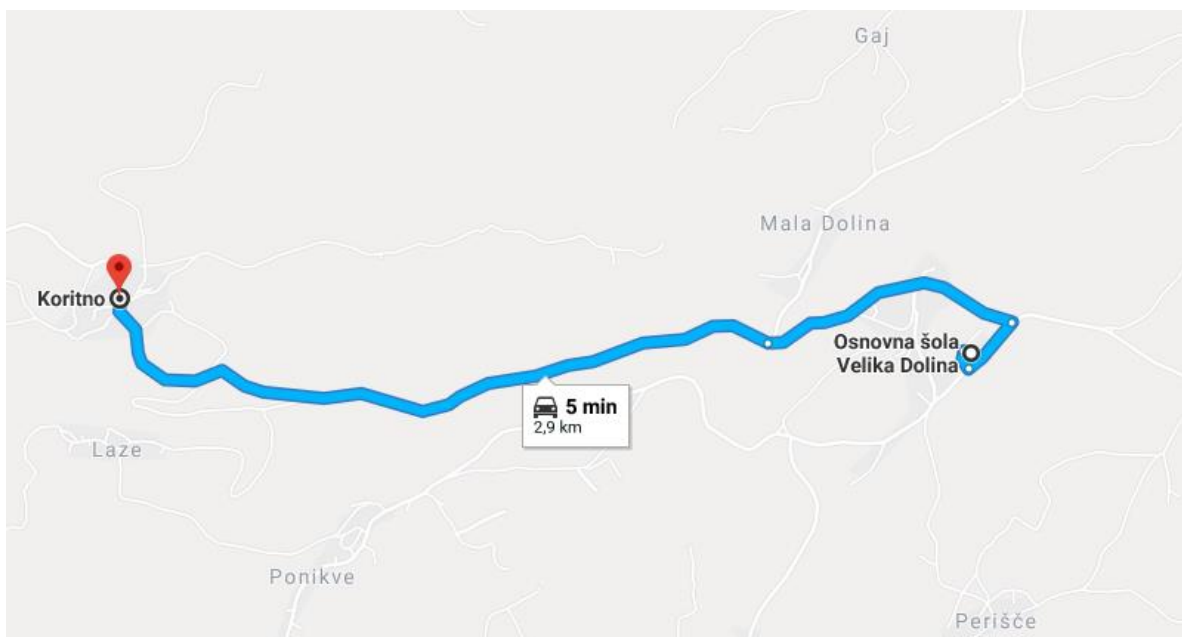 Gaj
Mala Dolina
Koritno
Osnovna šola
Velika Dolina
5 min
2,9 km
Laze
Ponikve
Perišče